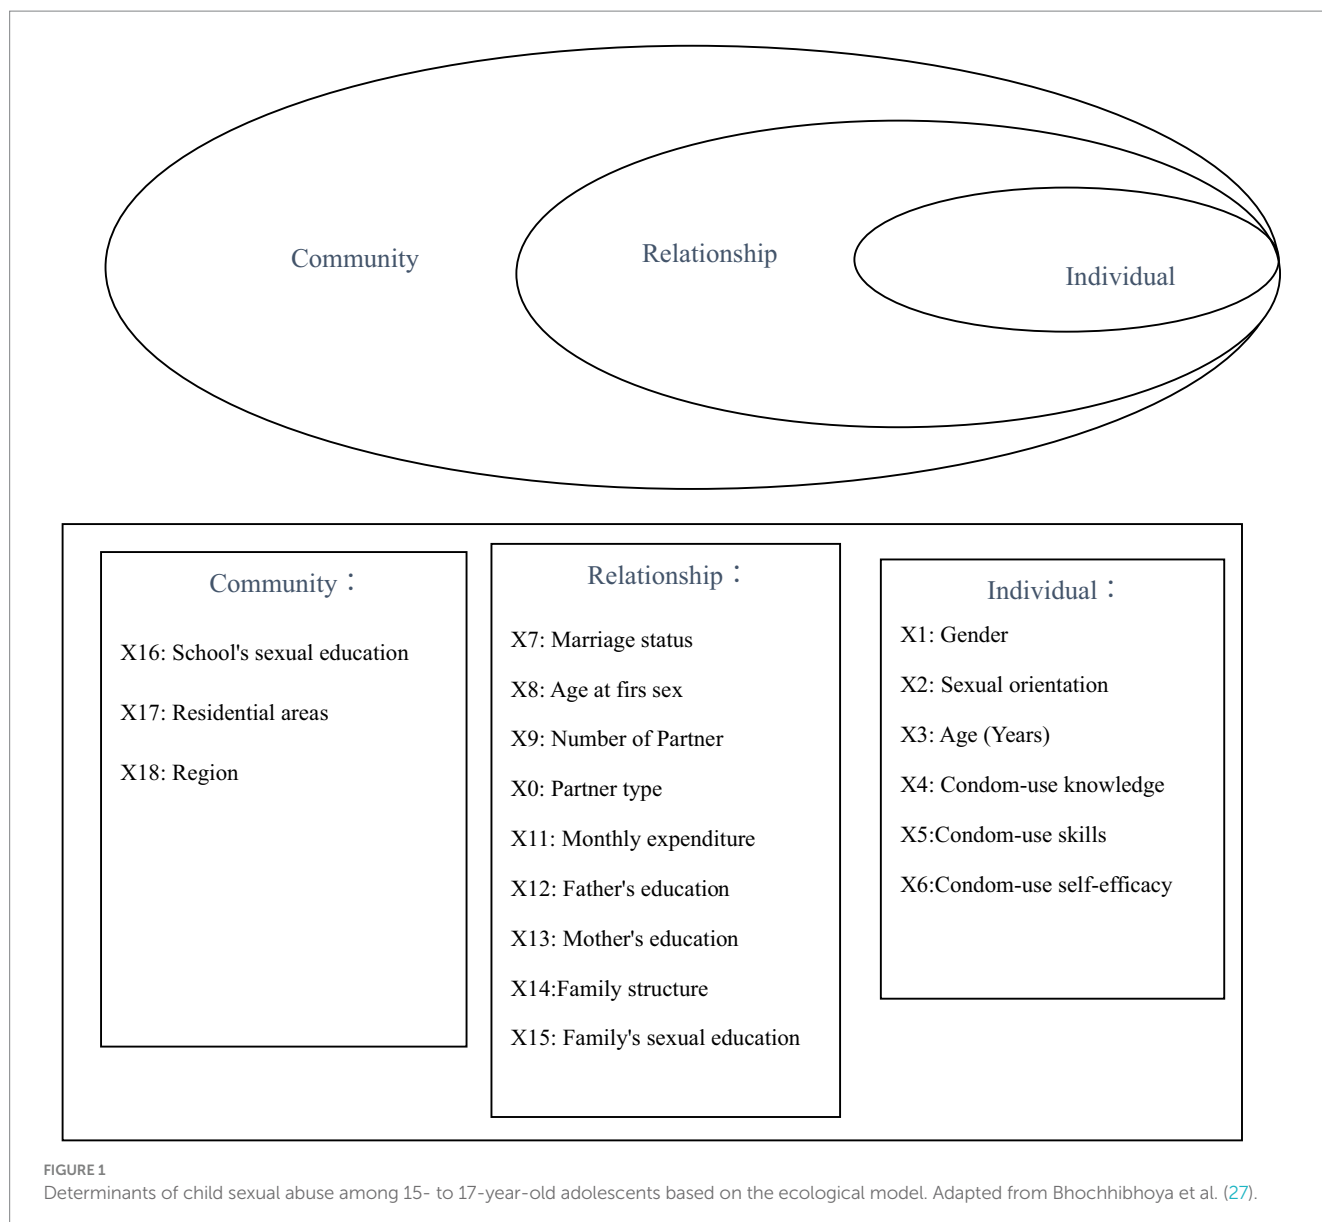 Community
Relationship
Individual
Community：
X16: School's sexual education
X17: Residential areas
X18: Region
Relationship：
X7: Marriage status
X8: Age at firs sex
X9: Number of Partner
X0: Partner type
X11: Monthly expenditure
X12: Father's education
X13: Mother's education
X14:Family structure
X15: Family's sexual education
Individual：
X1: Gender
X2: Sexual orientation
X3: Age (Years)
X4: Condom-use knowledge
X5:Condom-use skills
X6:Condom-use self-efficacy
FIGURE 1
Determinants of child sexual abuse among 15- to 17-year-old adolescents based on the ecological model. Adapted from Bhochhibhoya et al. (27).